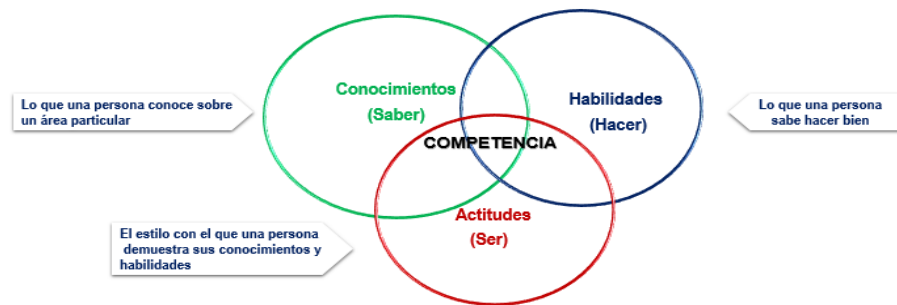 Conocimientos
(Saber)
Habilidades
(Hacer)
Lo que una persona conoce sobre
un área particular
Lo que una persona
sabe hacer bien
COMPETENCIA
Actitudes
(Ser)
El estilo con el que una persona
demuestra sus conocimientos y
habilidades